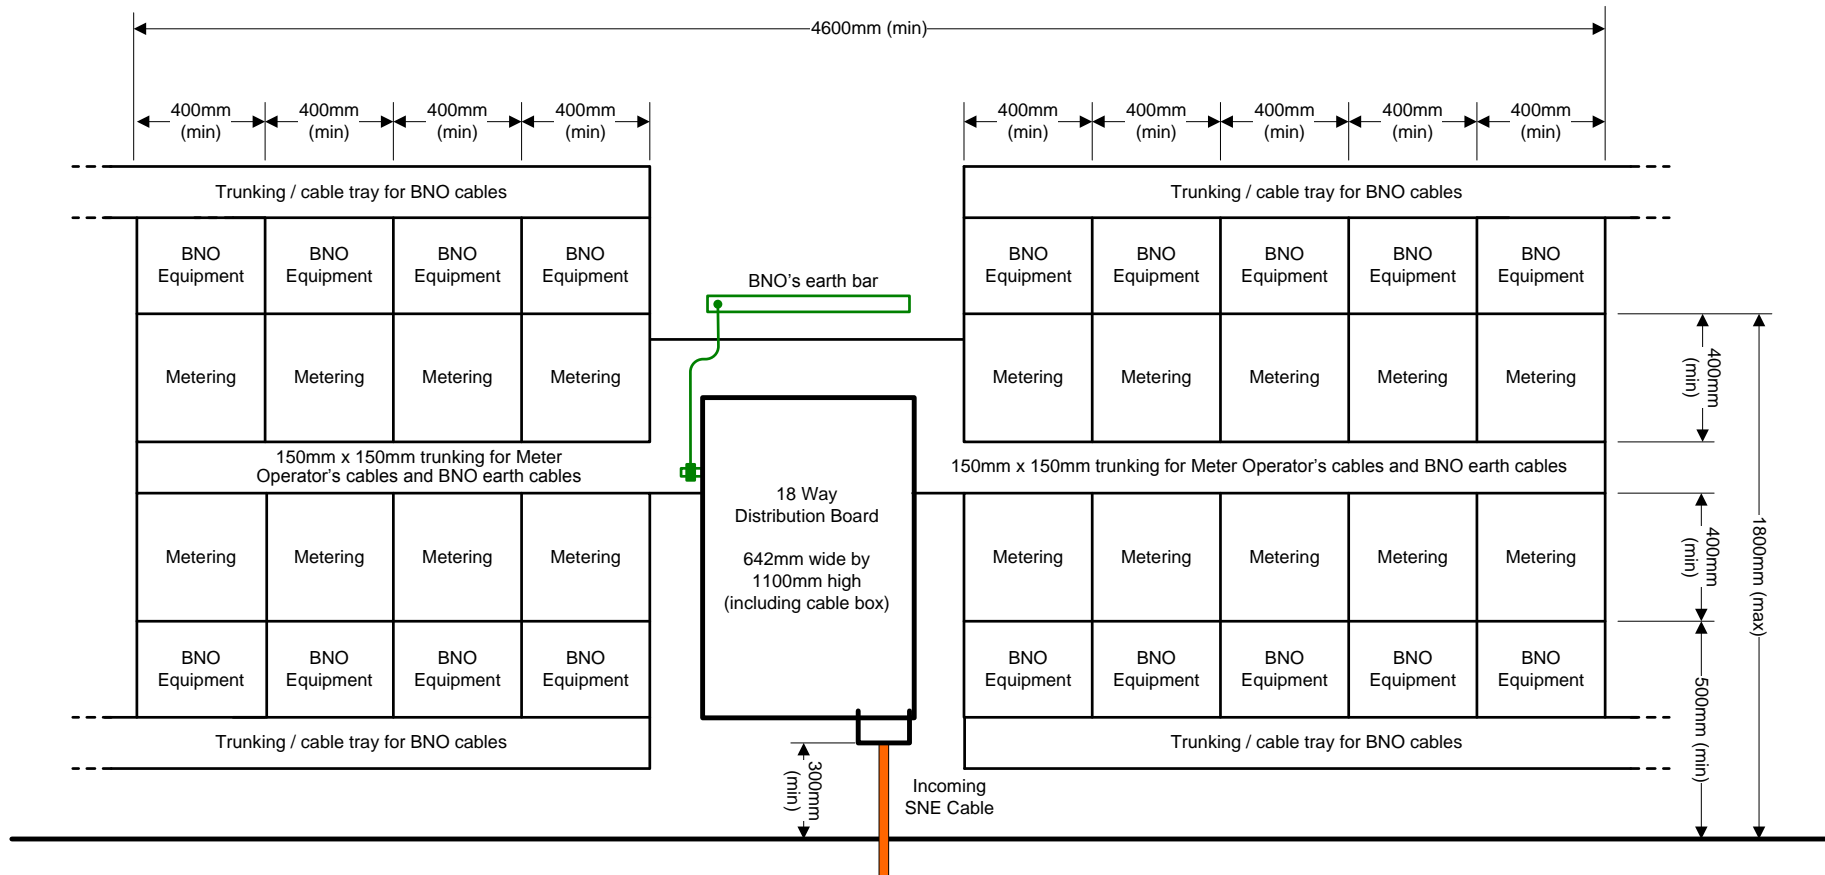 4600mm (min)
400mm
(min)
400mm
(min)
400mm
(min)
400mm
(min)
400mm
(min)
400mm
(min)
400mm
(min)
400mm
(min)
400mm
(min)
Trunking / cable tray for BNO cables
Trunking / cable tray for BNO cables
BNO
Equipment
BNO
Equipment
BNO
Equipment
BNO
Equipment
BNO
Equipment
BNO
Equipment
BNO
Equipment
BNO
Equipment
BNO
Equipment
BNO's earth bar
Metering
Metering
Metering
Metering
Metering
Metering
Metering
Metering
Metering
400mm
(min)
150mm x 150mm trunking for Meter
Operator's cables and BNO earth cables
150mm x 150mm trunking for Meter Operator's cables and BNO earth cables
18 Way
Distribution Board
642mm wide by
1100mm high
(including cable box)
Metering
Metering
Metering
Metering
Metering
Metering
Metering
Metering
Metering
400mm
(min)
1800mm (max)
BNO
Equipment
BNO
Equipment
BNO
Equipment
BNO
Equipment
BNO
Equipment
BNO
Equipment
BNO
Equipment
BNO
Equipment
BNO
Equipment
500mm (min)
Trunking / cable tray for BNO cables
Trunking / cable tray for BNO cables
300mm
(min)
Incoming
SNE Cable